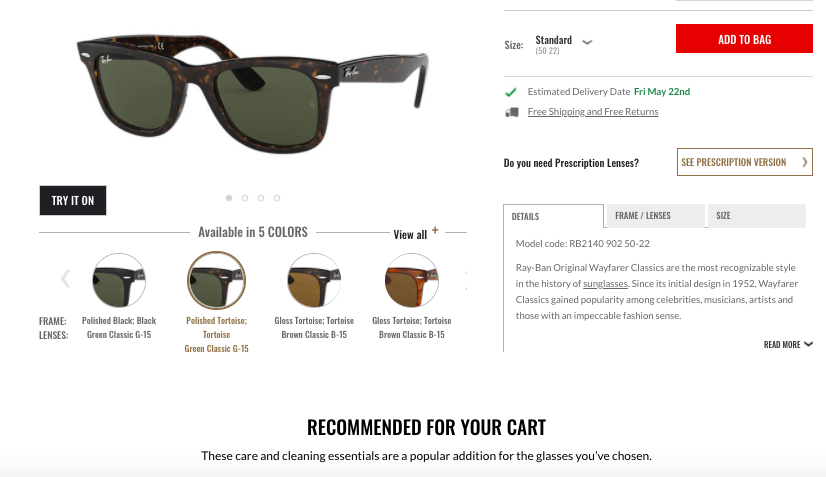 Ray-Ban
Size:
Standard
(50 22)
ADD TO BAG
Estimated Delivery Date Fri May 22nd
Free Shipping and Free Returns
Do you need Prescription Lenses?
SEE PRESCRIPTION VERSION
TRY IT ON
Available in 5 COLORS
View all +
FRAME:
LENSES:
Polished Black; Black
Green Classic G-15
Polished Tortoise;
Tortoise
Green Classic G-15
Gloss Tortoise; Tortoise
Brown Classic B-15
Gloss Tortoise; Tortoise
Brown Classic B-15
DETAILS
FRAME / LENSES
SIZE
Model code: RB2140 902 50-22
Ray-Ban Original Wayfarer Classics are the most recognizable style
in the history of sunglasses. Since its initial design in 1952, Wayfarer
Classics gained popularity among celebrities, musicians, artists and
those with an impeccable fashion sense.
READ MORE
RECOMMENDED FOR YOUR CART
These care and cleaning essentials are a popular addition for the glasses you've chosen.